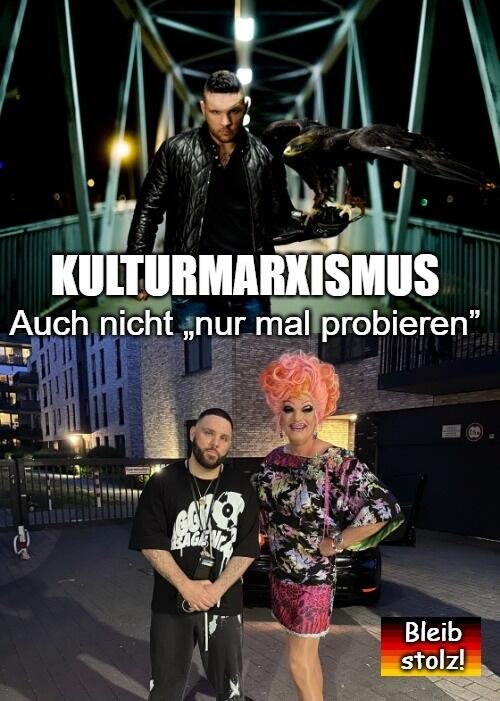 KULTURMARXISMUS
Auch nicht „nur mal probieren”
Bleib
stolz!